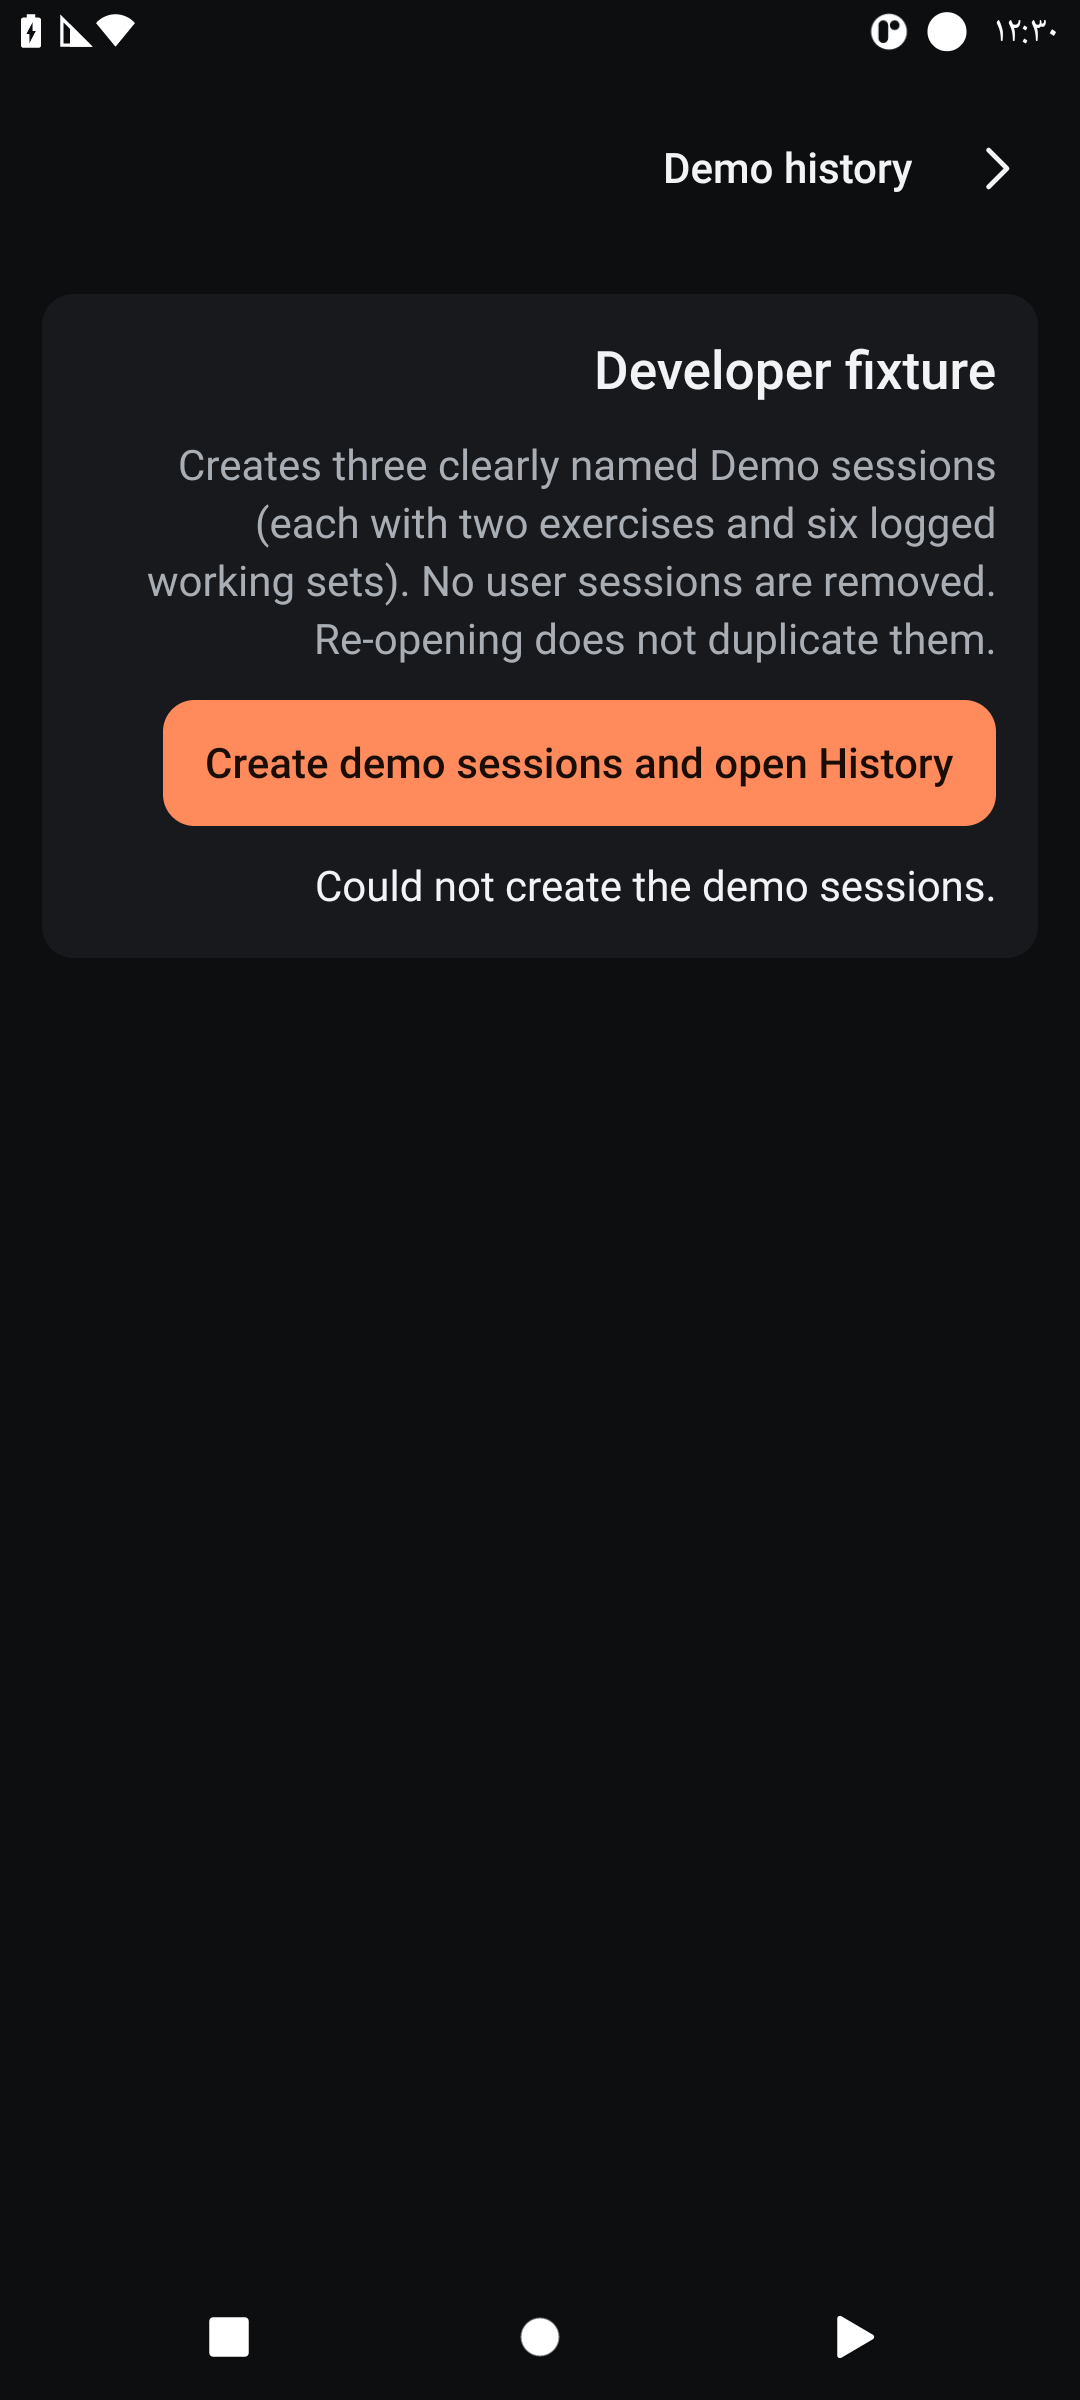 ۱۲:۳۰
Demo history
Developer fixture
Creates three clearly named Demo sessions
(each with two exercises and six logged
working sets). No user sessions are removed.
Re-opening does not duplicate them.
Create demo sessions and open History
Could not create the demo sessions.